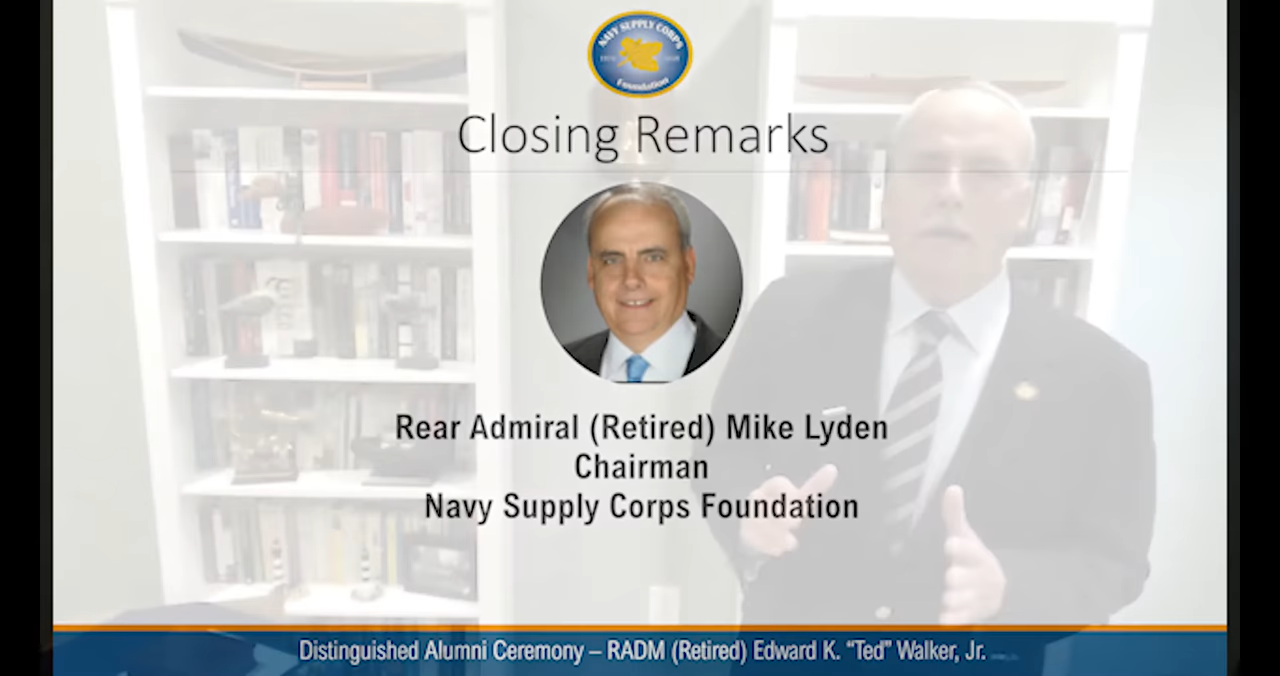 NAVY SUPPLY CORPS
Foundation
Closing Remarks
Rear Admiral (Retired) Mike Lyden
Chairman
Navy Supply Corps Foundation
Distinguished Alumni Ceremony – RADM (Retired) Edward K. “Ted” Walker, Jr.